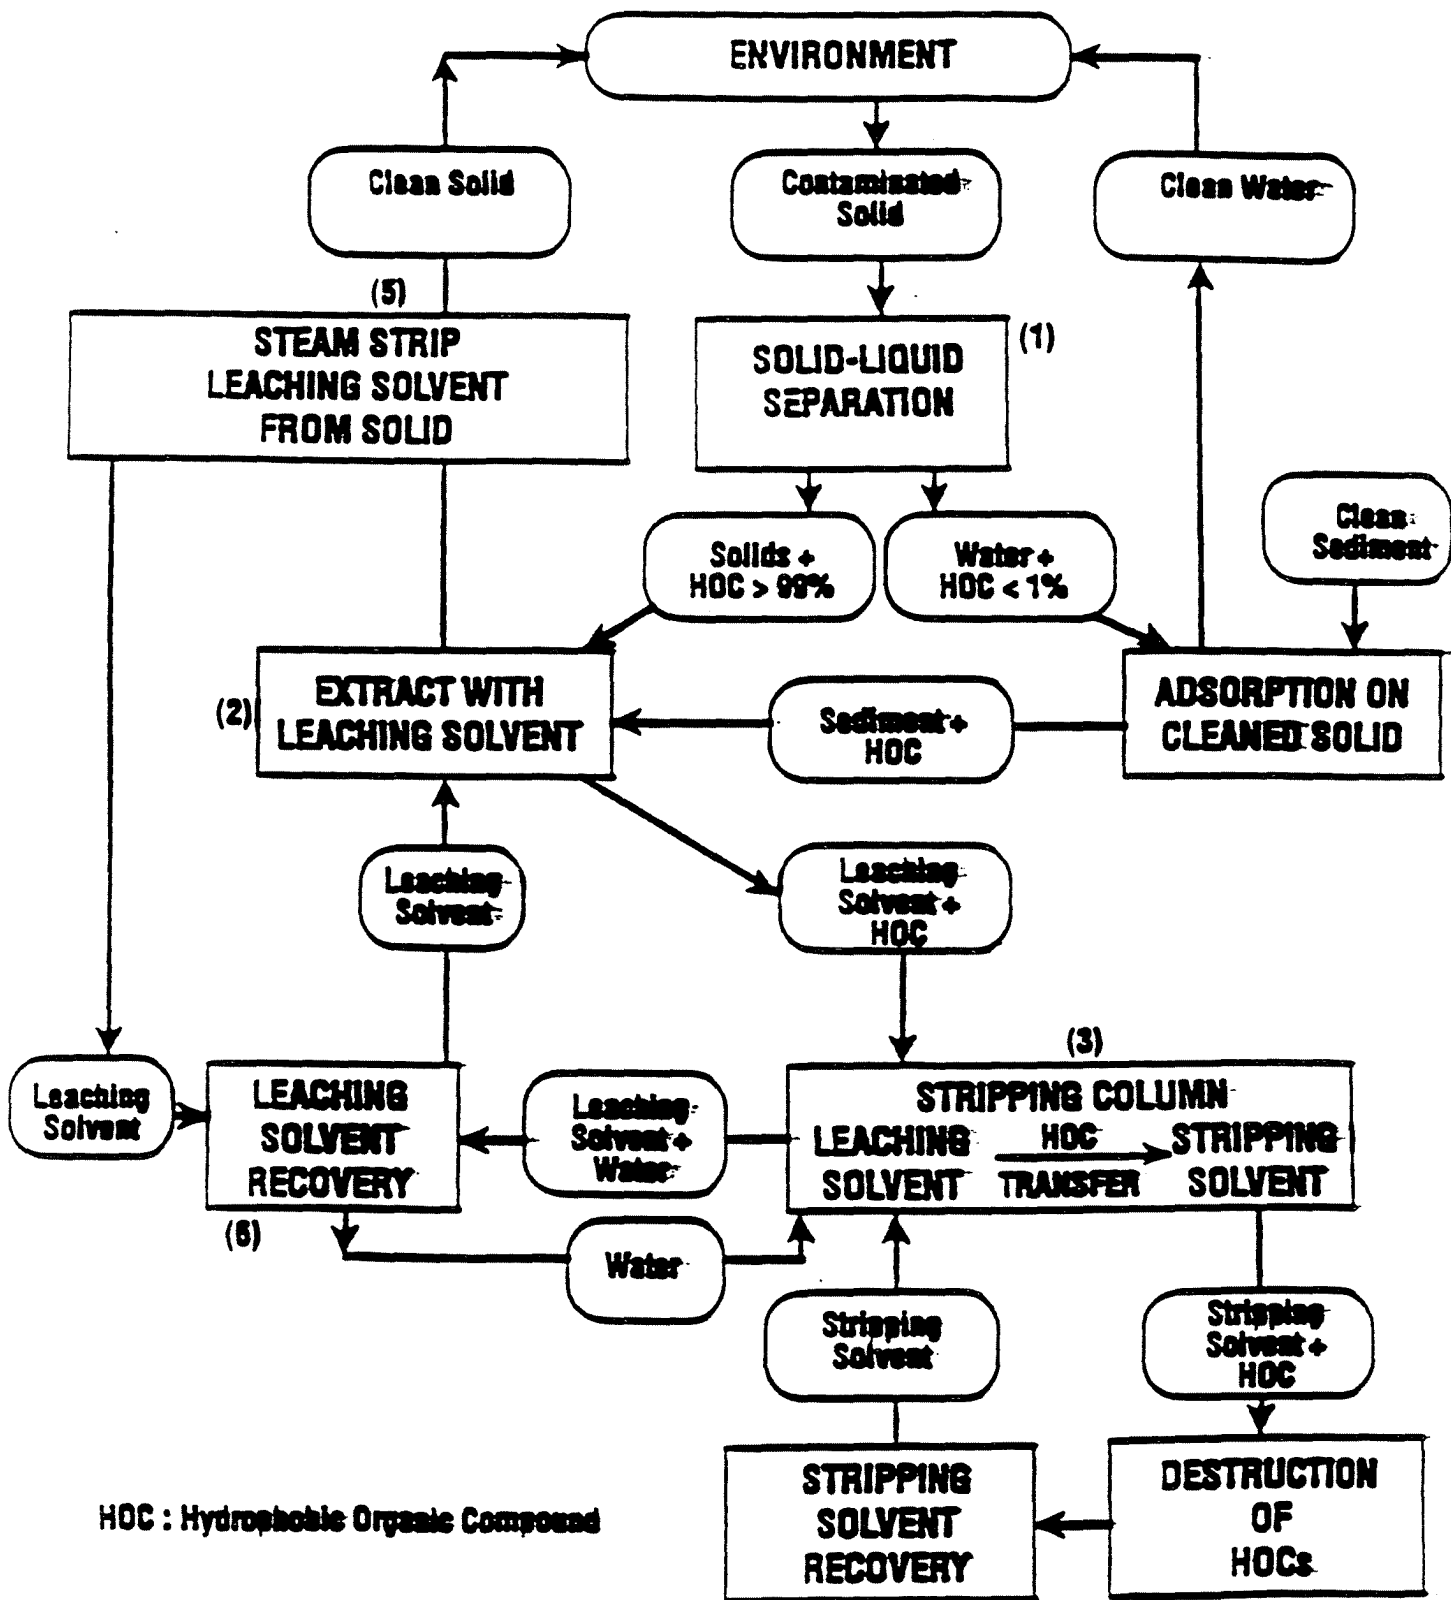 ENVIRONMENT
Clean Solid
Contaminated
Solid
Clean Water
(5)
STEAM STRIP
LEACHING SOLVENT
FROM SOLID
(1)
SOLID-LIQUID
SEPARATION
Clean
Sediment
Solids +
HOC > 99%
Water +
HOC < 1%
(2)
EXTRACT WITH
LEACHING SOLVENT
Sediment +
HOC
ADSORPTION ON
CLEANED SOLID
Leaching
Solvent
Leaching
Solvent +
HOC
(3)
Leaching
Solvent
LEACHING
SOLVENT
RECOVERY
(6)
Leaching
Solvent +
Water
STRIPPING COLUMN
LEACHING
SOLVENT
HOC
TRANSFER
STRIPPING
SOLVENT
Water
Stripping
Solvent
Stripping
Solvent +
HOC
STRIPPING
SOLVENT
RECOVERY
DESTRUCTION
OF
HOCs
HOC : Hydrophobic Organic Compound